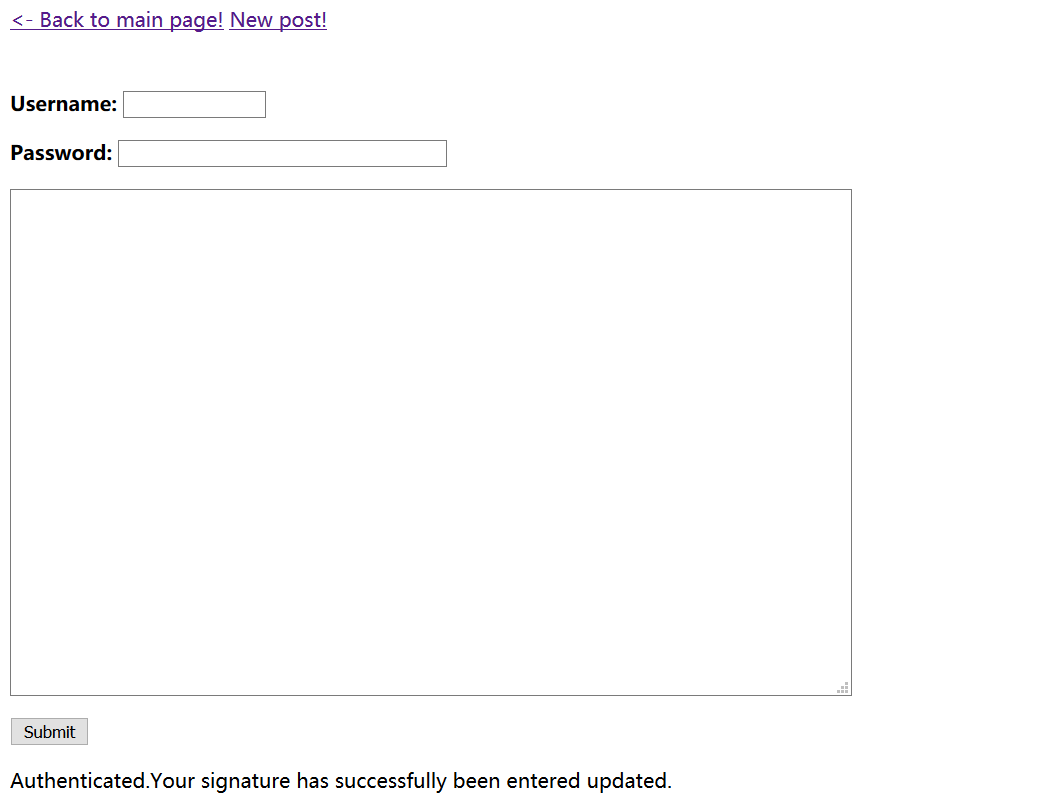 <- Back to main page! New post!
Username:
Password:
Submit
Authenticated.Your signature has successfully been entered updated.